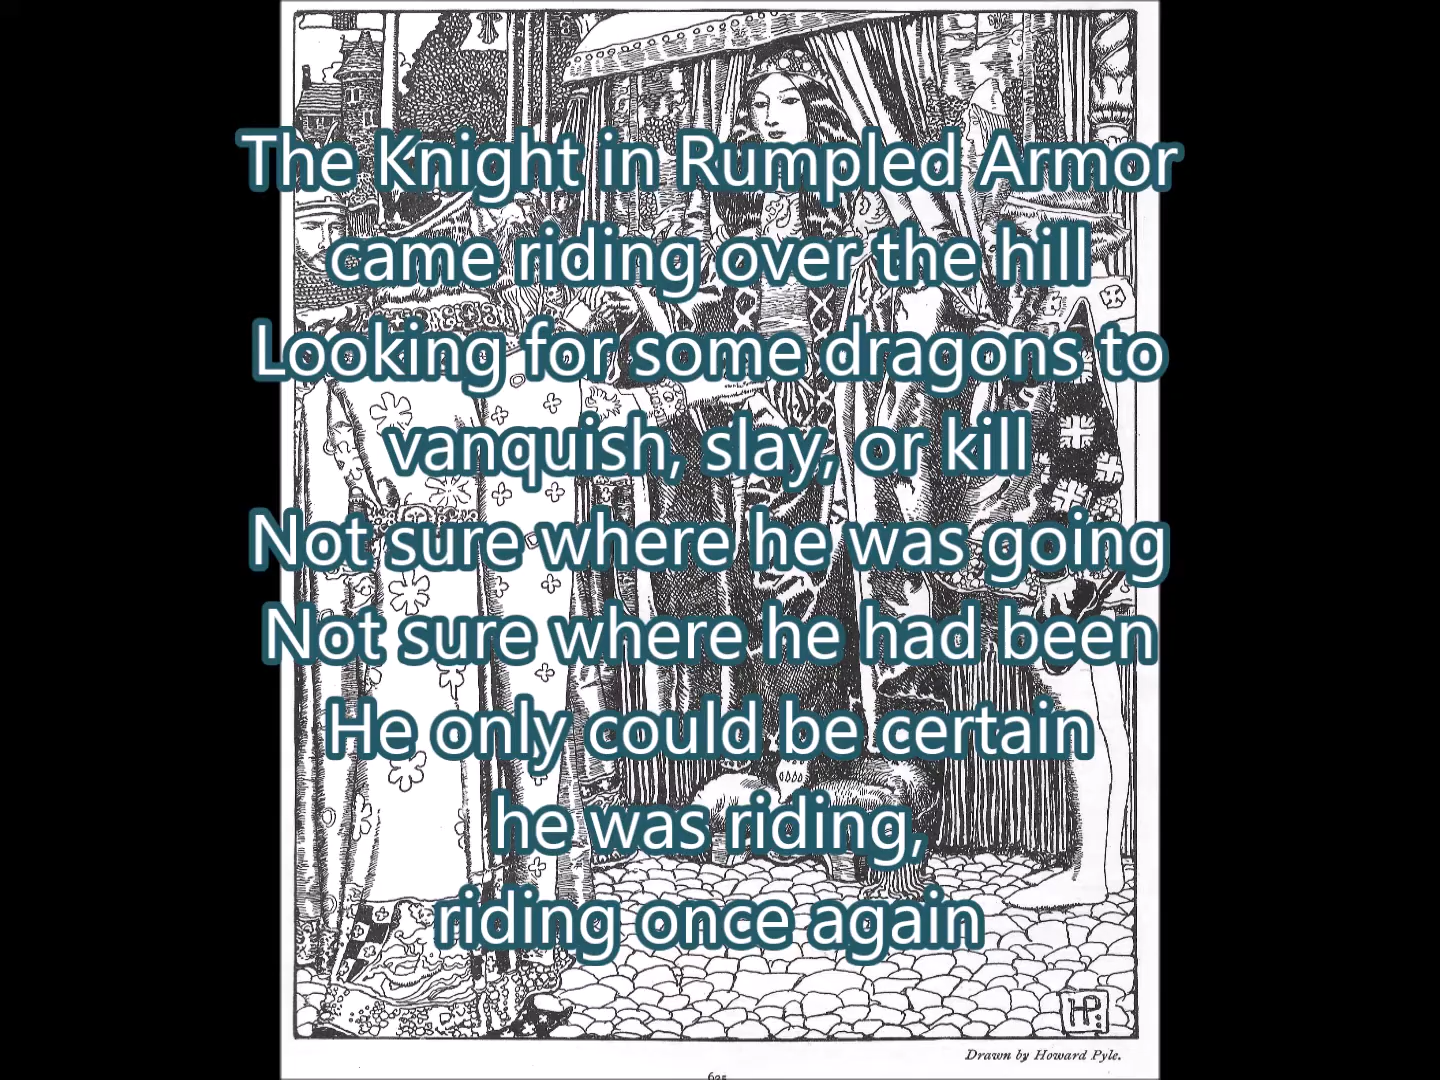 The Knight in Rumpled Armor
came riding over the hill
Looking for some dragons to
vanquish, slay, or kill
Not sure where he was going
Not sure where he had been
He only could be certain
he was riding,
riding once again
HP
Drawn by Howard Pyle.